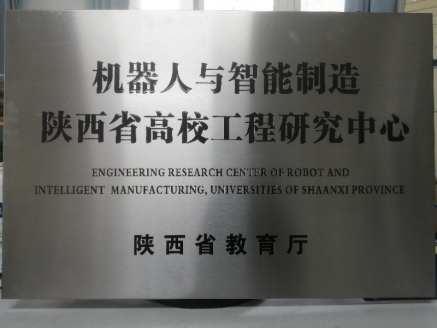 机器人与智能制造
陕西省高校工程研究中心
ENGINEERING RESEARCH CENTER OF ROBOT AND
INTELLIGENT MANUFACTURING, UNIVERSITIES OF SHAANXI PROVINCE
陕西省教育厅